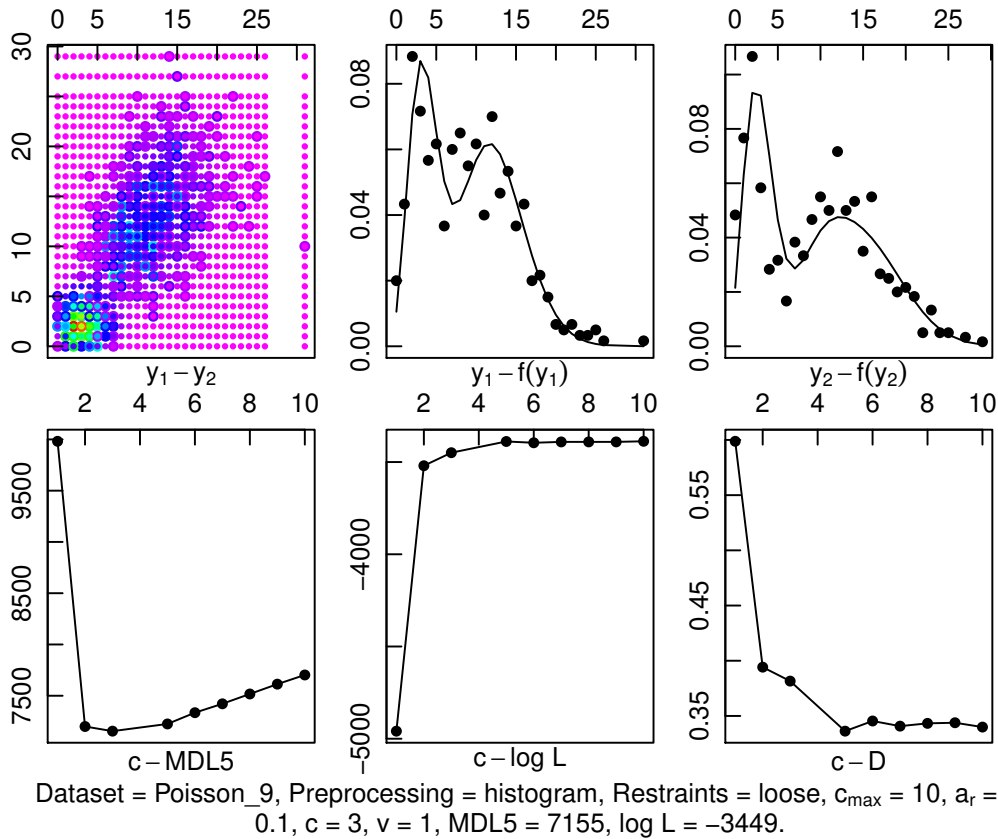 0 5 15 25
0 5 15 25
0 5 15 25
30
20
10
5
0
0.08
0.04
0.00
0.08
0.04
0.00
y1 − y2
y1 − f(y1)
y2 − f(y2)
2 4 6 8 10
2 4 6 8 10
2 4 6 8 10
9500
8500
7500
−4000
−5000
0.55
0.45
0.35
c − MDL5
c − log L
c − D
Dataset = Poisson_9, Preprocessing = histogram, Restraints = loose, cmax = 10, ar =
0.1, c = 3, v = 1, MDL5 = 7155, log L = −3449.